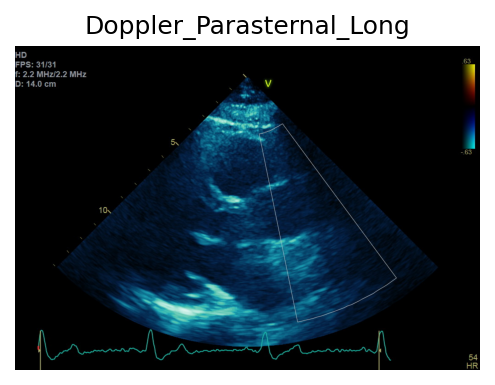 Doppler_Parasternal_Long
HD
FPS: 31/31
f: 2.2 MHz/2.2 MHz
D: 14.0 cm
V
63
-.63
5
10
54
HR